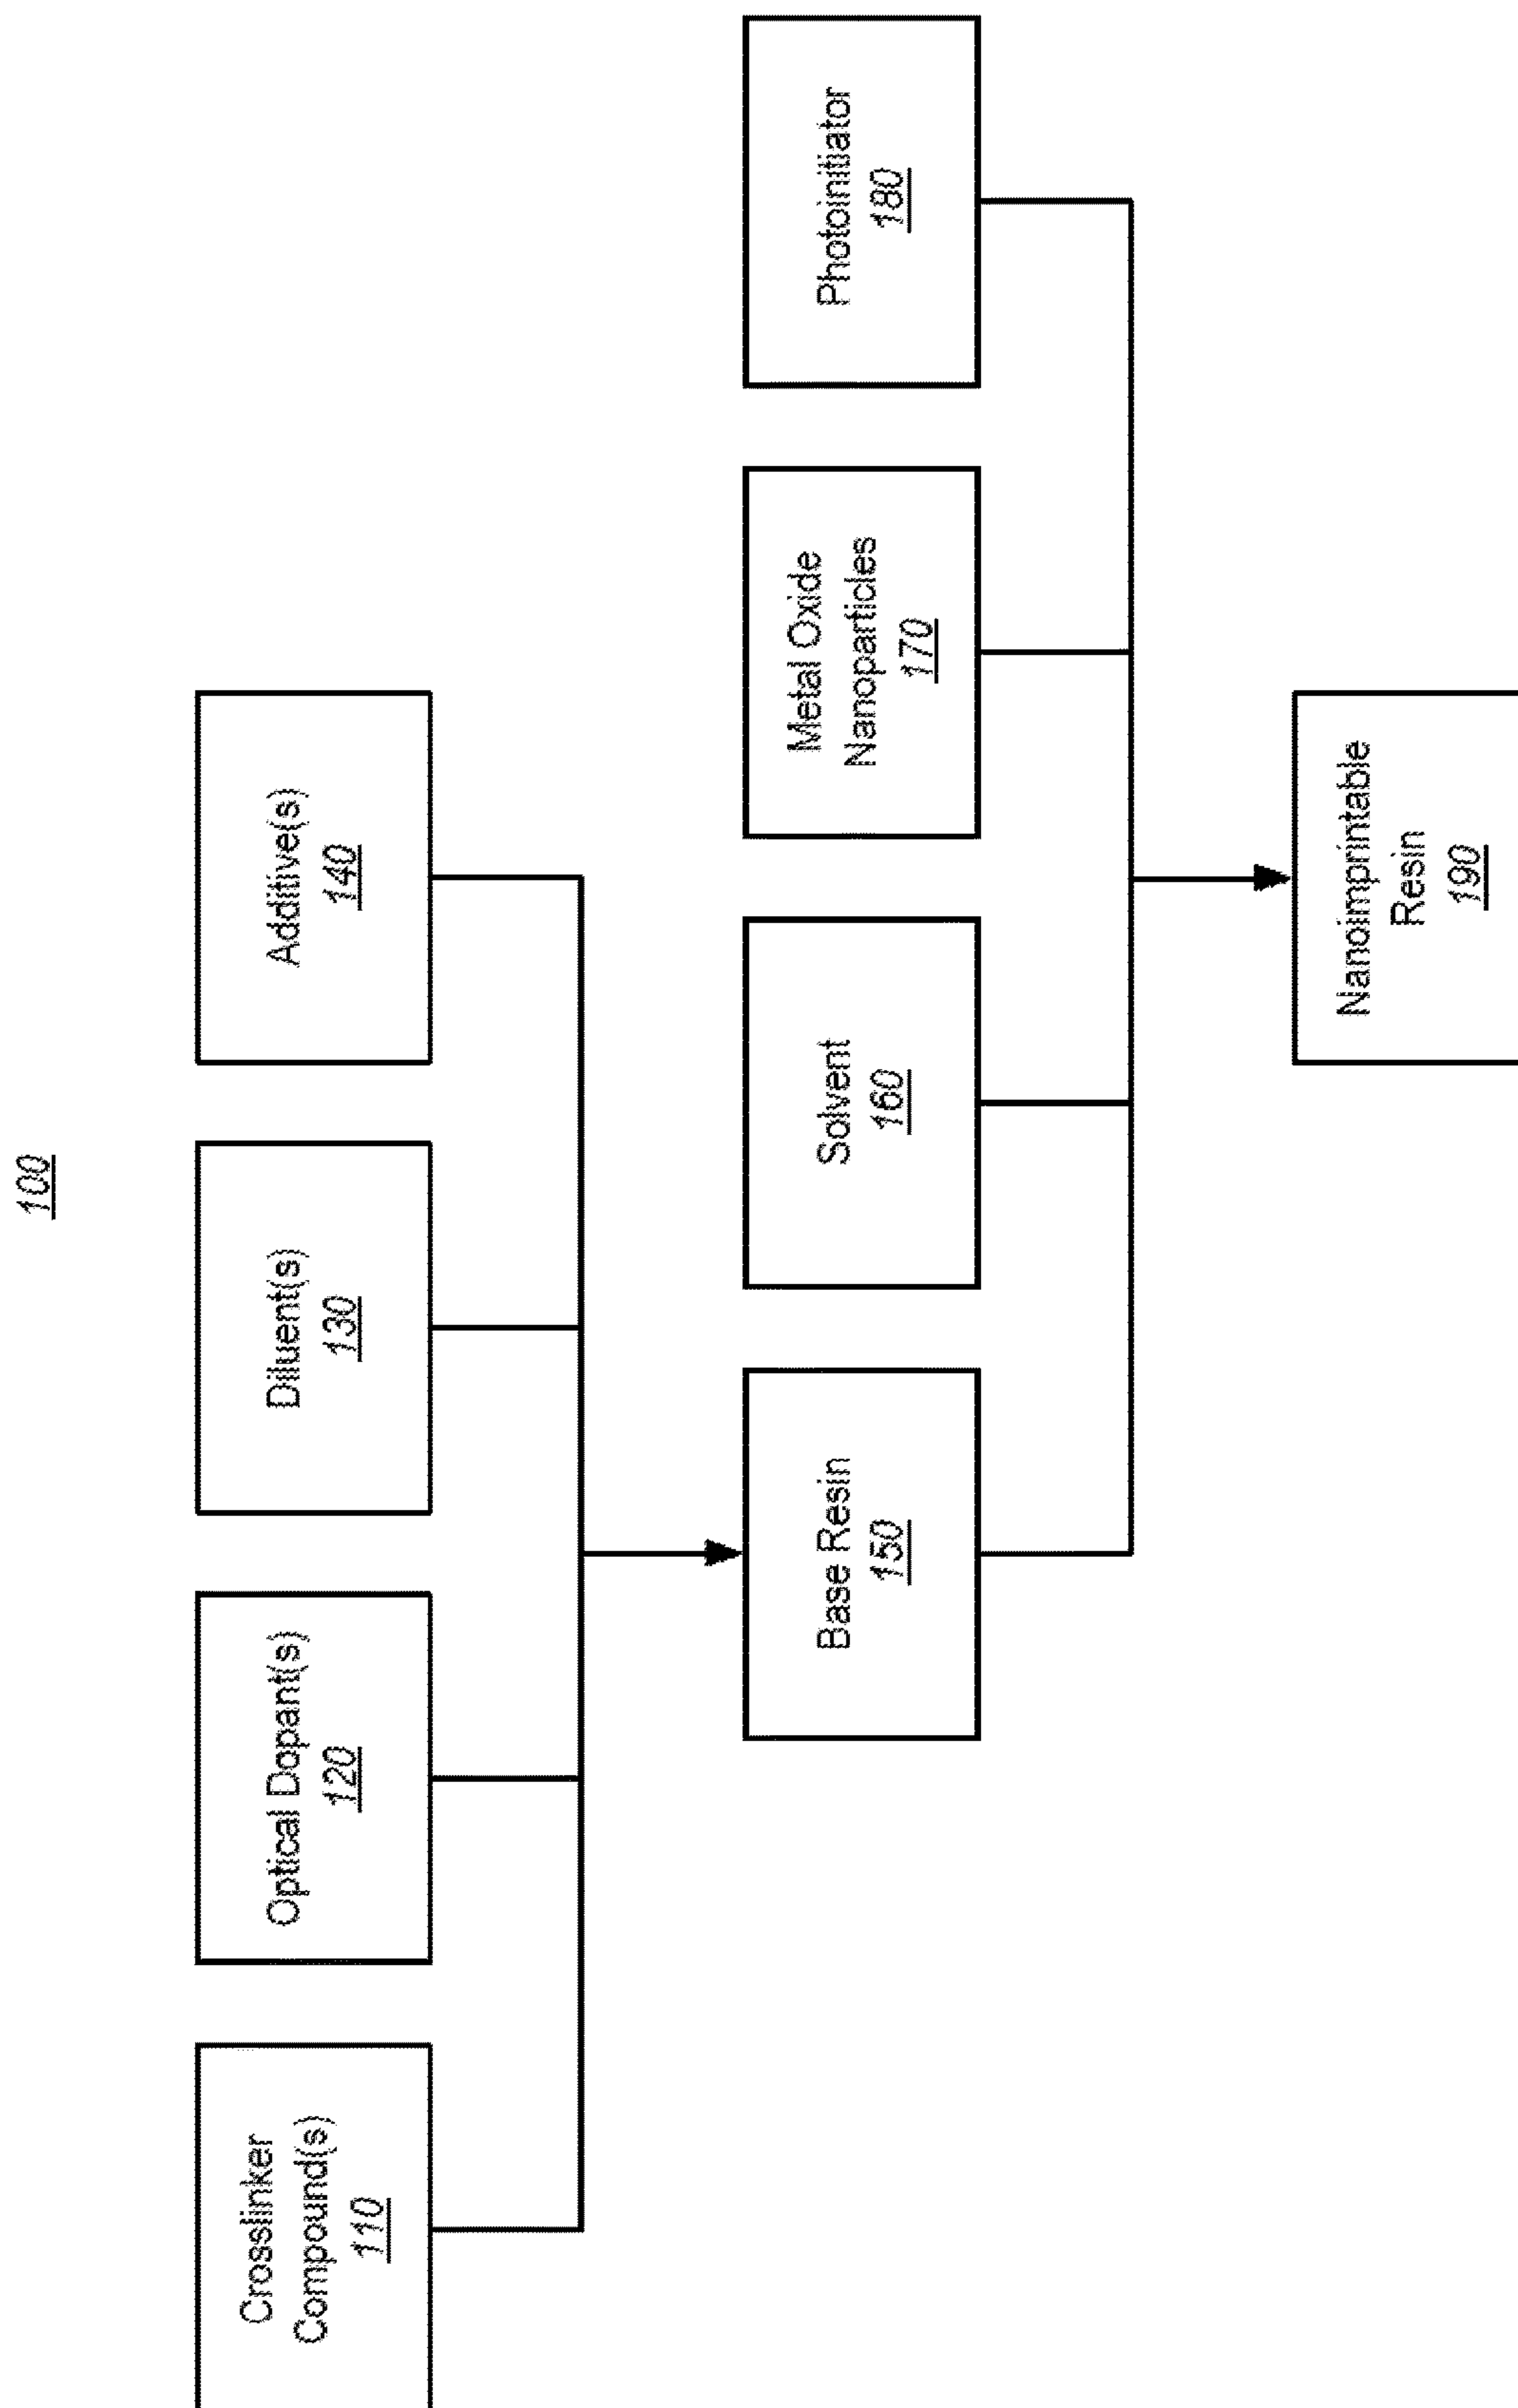 100
Crosslinker
Compound(s)
110
Optical Dopant(s)
120
Diluent(s)
130
Additive(s)
140
Base Resin
150
Solvent
160
Metal Oxide
Nanoparticles
170
Photoinitiator
180
Nanoimprintable
Resin
190